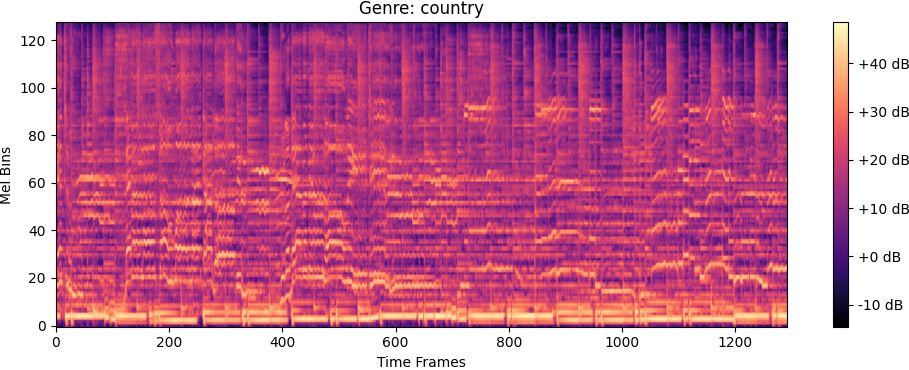 Genre: country
120
100
80
60
40
20
0
Mel Bins
0 200 400 600 800 1000 1200
Time Frames
+40 dB
+30 dB
+20 dB
+10 dB
+0 dB
-10 dB